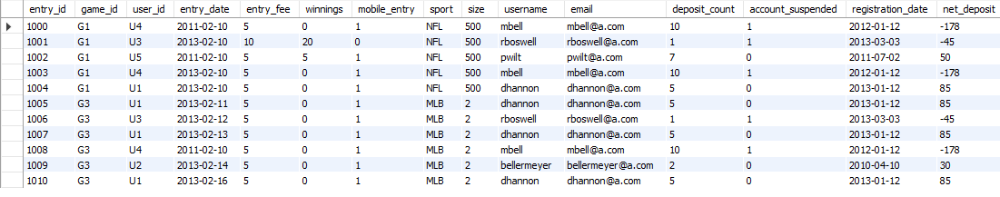 entry_id game_id user_id entry_date entry_fee winnings mobile_entry sport size username email deposit_count account_suspended registration_date net_deposit
1000 G1 U4 2011-02-10 5 0 1 NFL 500 mbell mbell@a.com 10 1 2012-01-12 -178
1001 G1 U3 2013-02-10 10 20 0 NFL 500 rboswell rboswell@a.com 1 1 2013-03-03 -45
1002 G1 U5 2011-02-10 5 5 1 NFL 500 pwilt pwilt@a.com 7 0 2011-07-02 50
1003 G1 U4 2013-02-10 5 0 1 NFL 500 mbell mbell@a.com 10 1 2012-01-12 -178
1004 G1 U1 2013-02-10 5 0 1 NFL 500 dhannon dhannon@a.com 5 0 2013-01-12 85
1005 G3 U1 2013-02-11 5 0 1 MLB 2 dhannon dhannon@a.com 5 0 2013-01-12 85
1006 G3 U3 2013-02-12 5 0 1 MLB 2 rboswell rboswell@a.com 1 1 2013-03-03 -45
1007 G3 U1 2013-02-13 5 0 1 MLB 2 dhannon dhannon@a.com 5 0 2013-01-12 85
1008 G3 U4 2011-02-10 5 0 1 MLB 2 mbell mbell@a.com 10 1 2012-01-12 -178
1009 G3 U2 2013-02-14 5 0 1 MLB 2 bellermeyer bellermeyer@a.com 2 0 2010-04-10 30
1010 G3 U1 2013-02-16 5 0 1 MLB 2 dhannon dhannon@a.com 5 0 2013-01-12 85